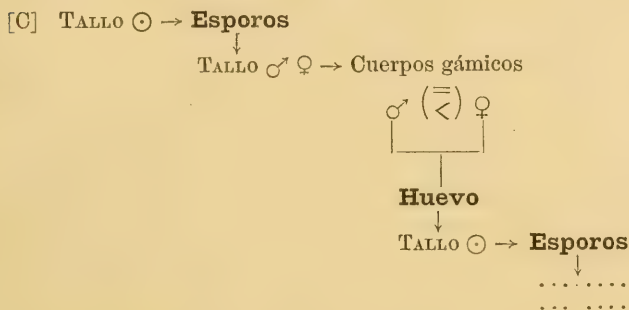 [C] TALLO ⊙ → Esporos
↓
TALLO ♂ ♀ → Cuerpos gámicos
♂ (=/<) ♀
Huevo
↓
TALLO ⊙ → Esporos
↓
... . ....
... ....